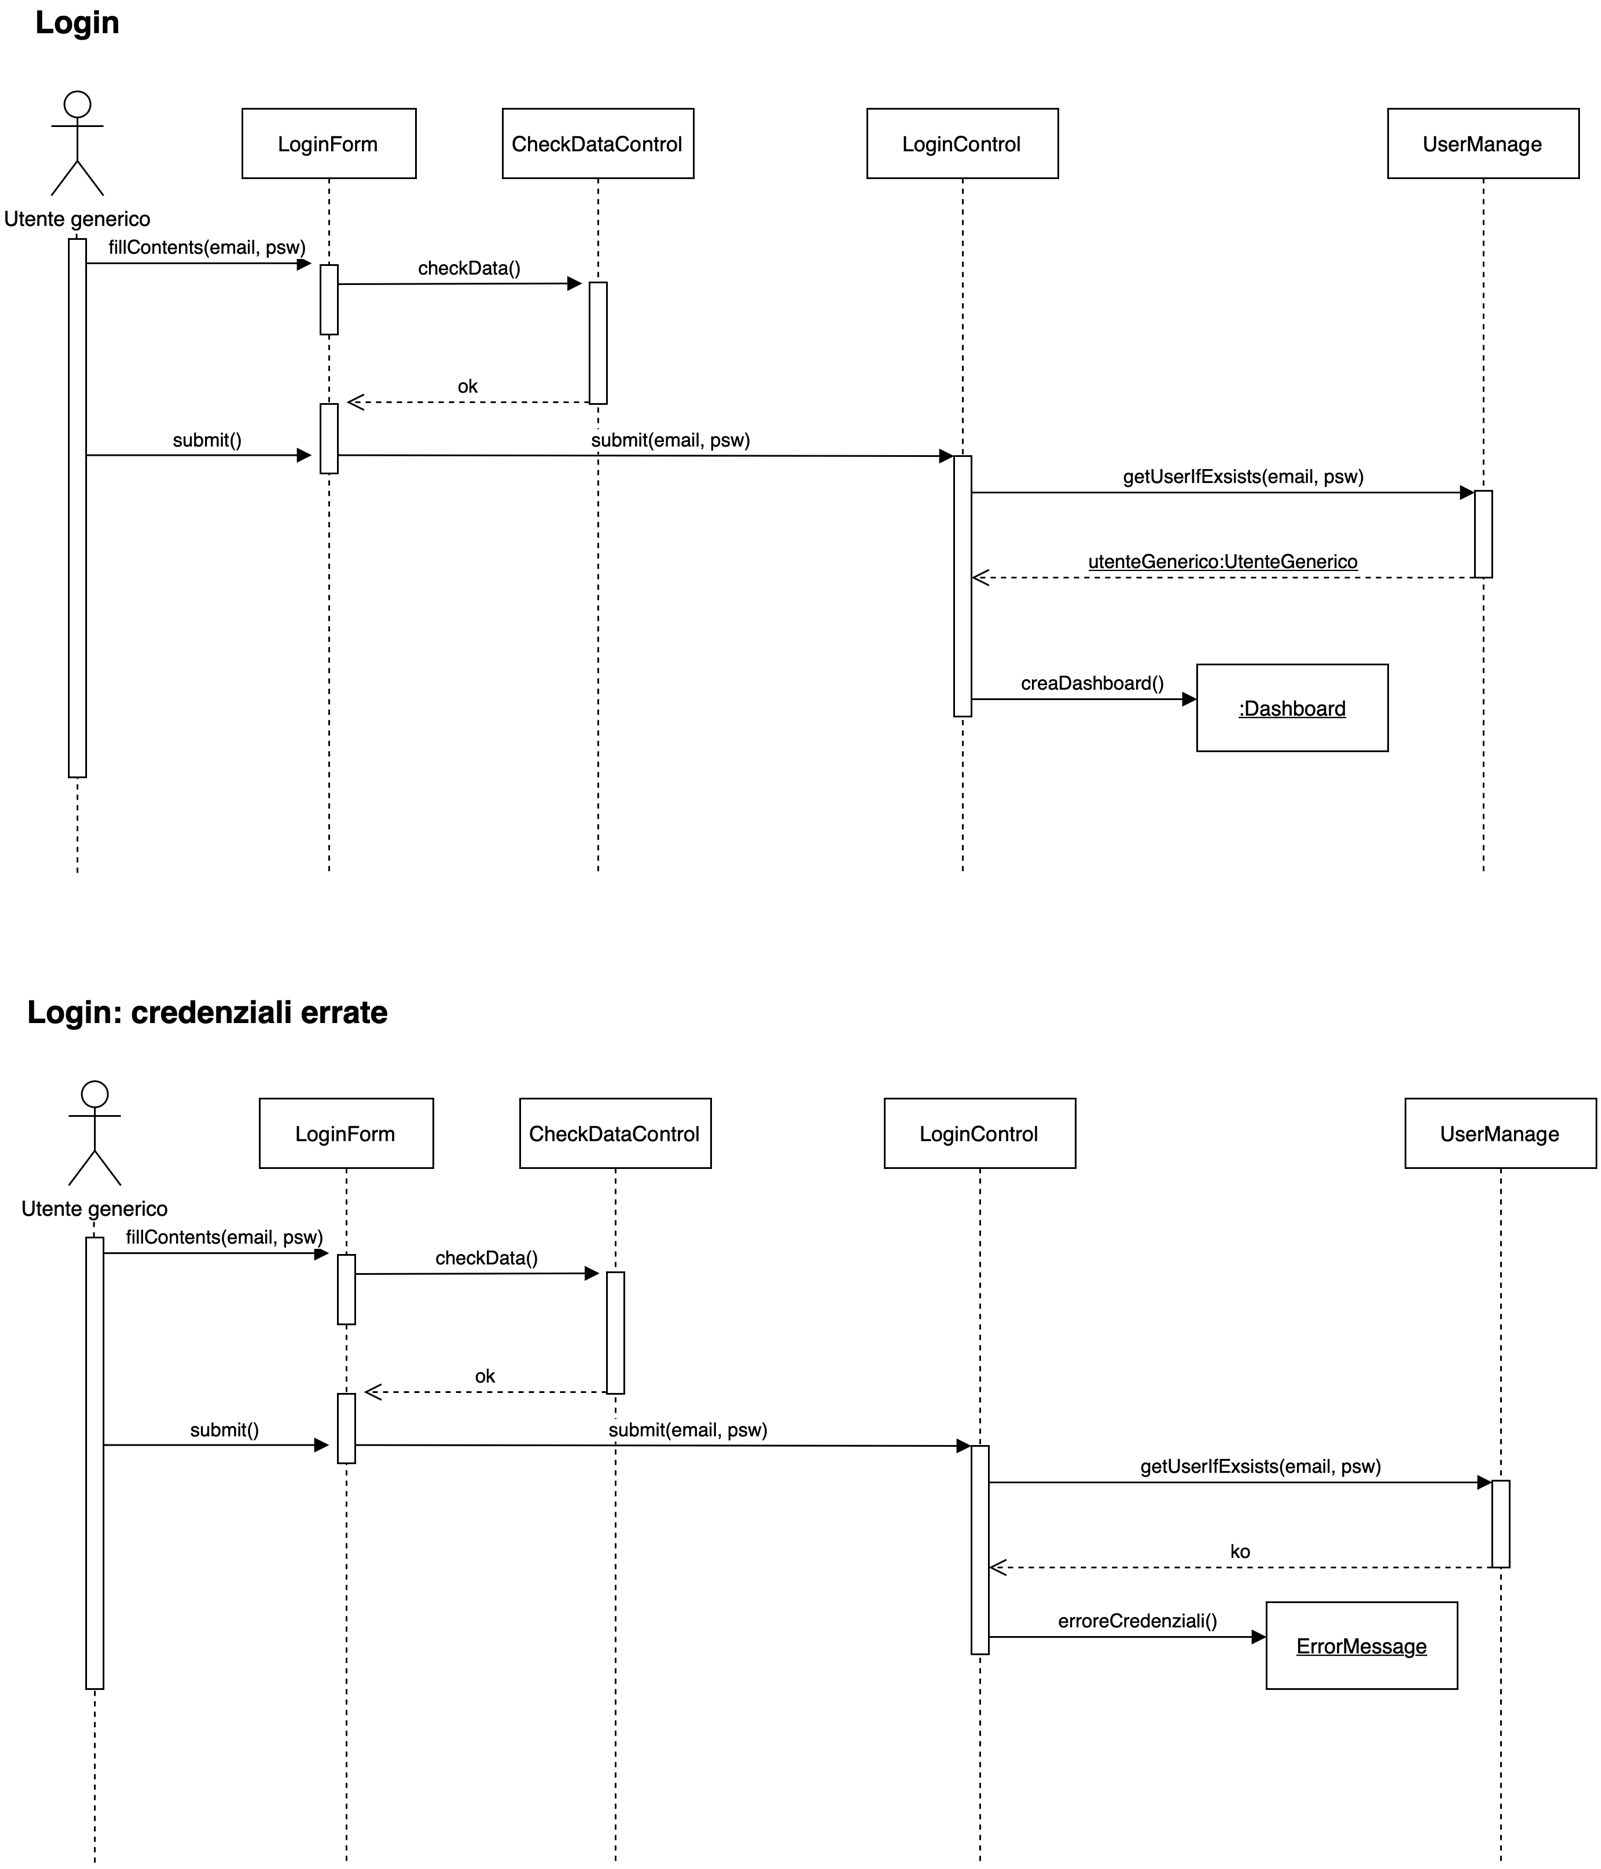 Login
LoginForm
CheckDataControl
LoginControl
UserManage
Utente generico
fillContents(email, psw)
checkData()
ok
submit()
submit(email, psw)
getUserIfExsists(email, psw)
utenteGenerico:UtenteGenerico
creaDashboard()
:Dashboard
Login: credenziali errate
LoginForm
CheckDataControl
LoginControl
UserManage
Utente generico
fillContents(email, psw)
checkData()
ok
submit()
submit(email, psw)
getUserIfExsists(email, psw)
ko
erroreCredenziali()
ErrorMessage